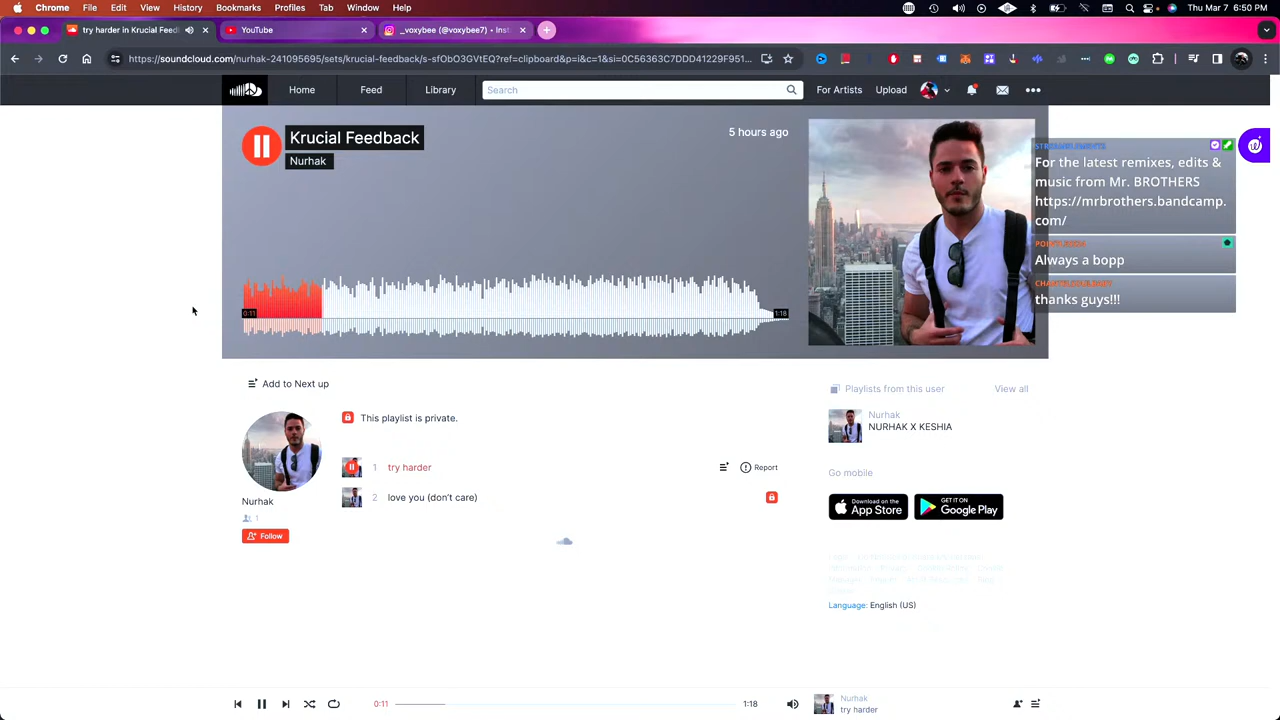 Chrome File Edit View History Bookmarks Profiles Tab Window Help Thu Mar 7 6:50 PM
try harder in Krucial Feed YouTube _voxybee (@voxybee7) • Inst
https://soundcloud.com/nurhak-241095695/sets/krucial-feedback/s-sfObO3GVtEQ?ref=clipboard&p=i&c=1&si=0C56363C7DDD41229F951...
Home Feed Library Search For Artists Upload
Krucial Feedback
Nurhak
5 hours ago
0:11 1:18
STREAMELEMENTS
For the latest remixes, edits &
music from Mr. BROTHERS
https://mrbrothers.bandcamp.
com/
Always a bopp
thanks guys!!!
Add to Next up
Nurhak
1
Follow
This playlist is private.
1 try harder Report
2 love you (don't care)
Playlists from this user View all
Nurhak
NURHAK X KESHIA
Go mobile
Download on the
App Store
GET IT ON
Google Play
Language: English (US)
0:11 1:18
Nurhak
try harder